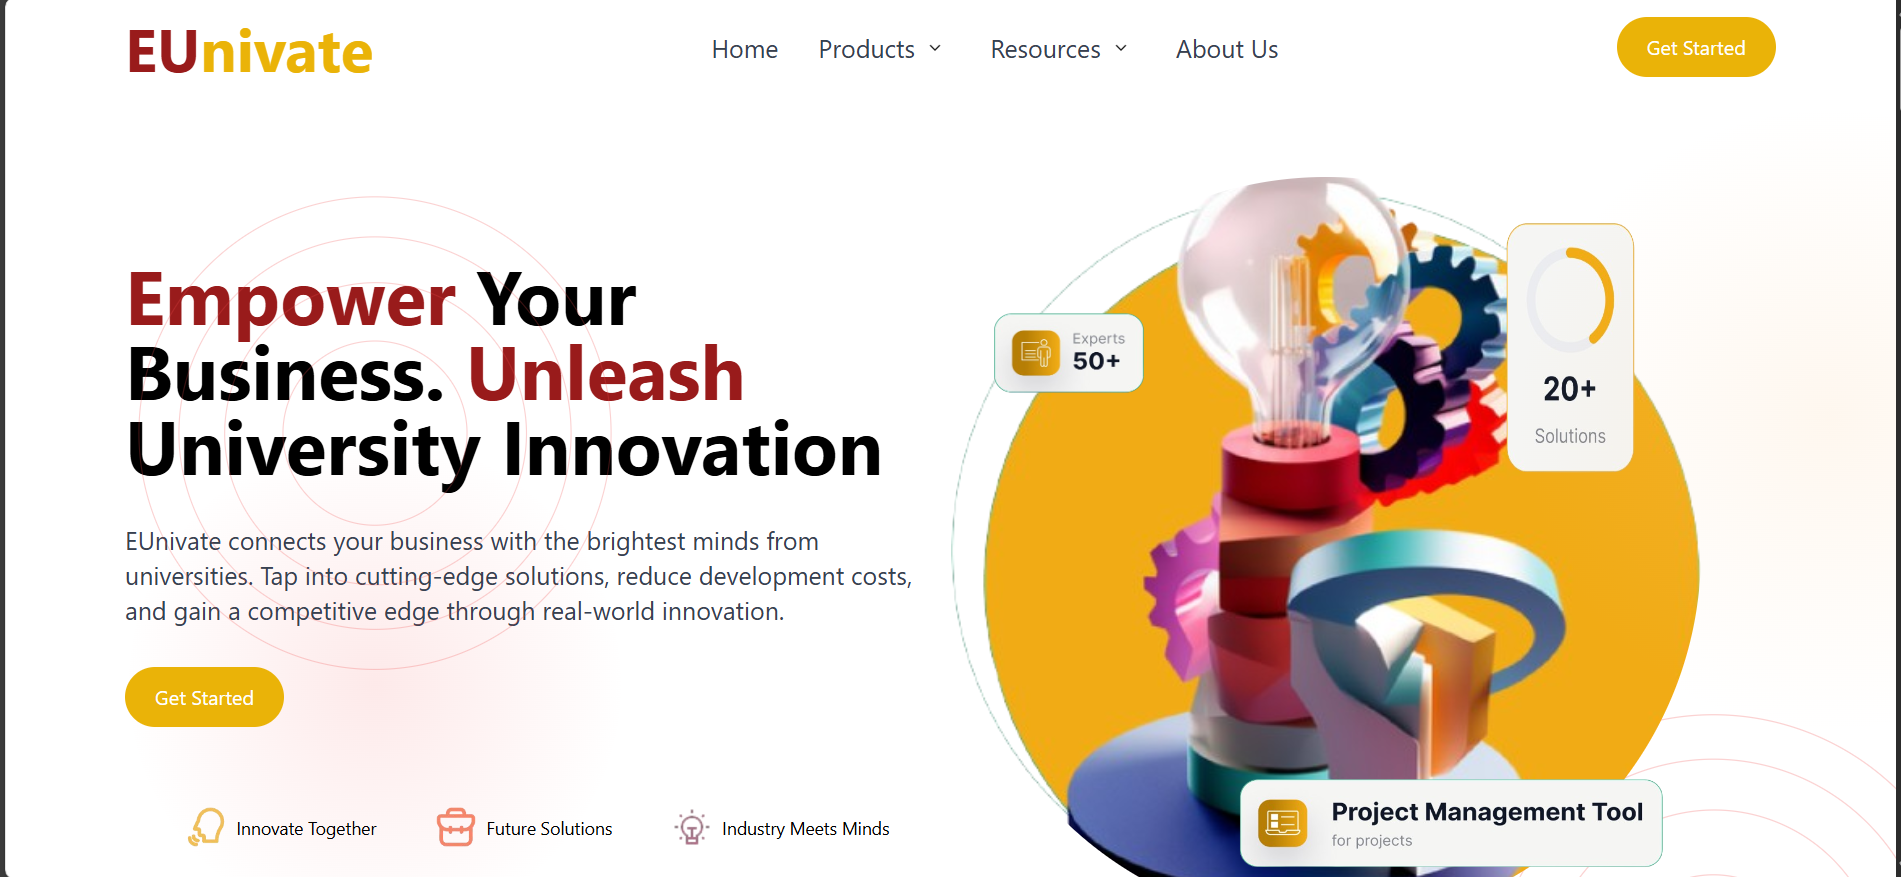 EUnivate
Home
Products
Resources
About Us
Get Started
Empower Your
Business. Unleash
University Innovation
EUnivate connects your business with the brightest minds from
universities. Tap into cutting-edge solutions, reduce development costs,
and gain a competitive edge through real-world innovation.
Get Started
Innovate Together
Future Solutions
Industry Meets Minds
Experts
50+
20+
Solutions
Project Management Tool
for projects